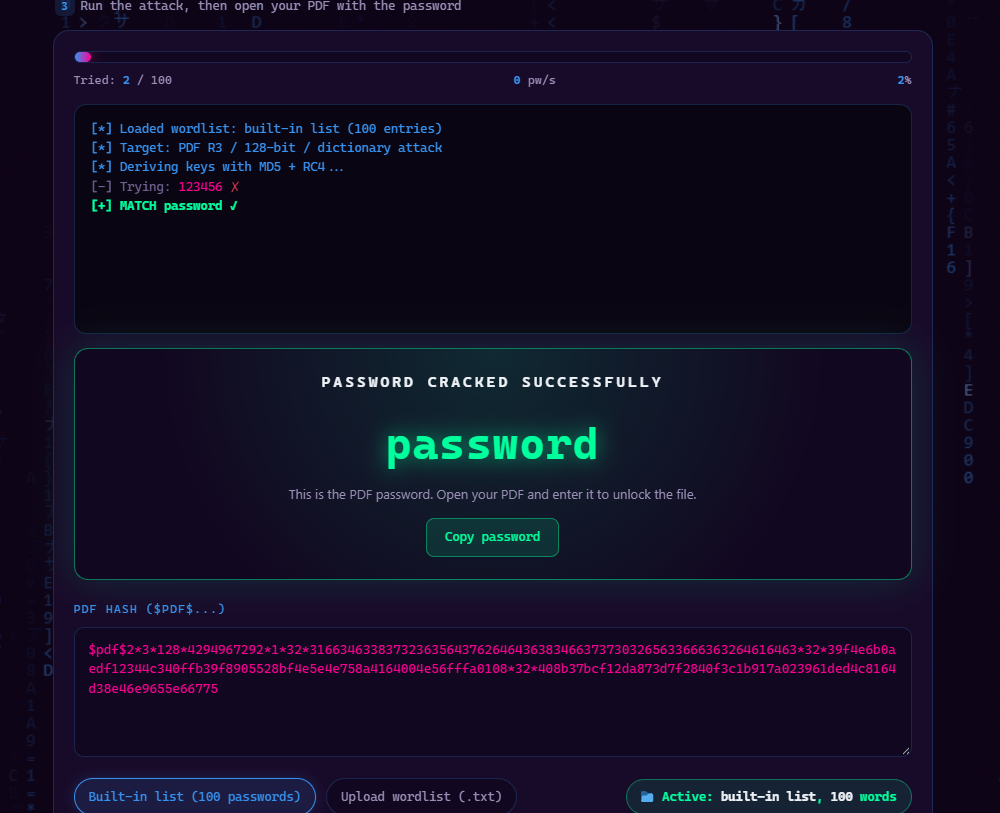 3 Run the attack, then open your PDF with the password
Tried: 2 / 100 0 pw/s 2%
[*] Loaded wordlist: built-in list (100 entries)
[*] Target: PDF R3 / 128-bit / dictionary attack
[*] Deriving keys with MD5 + RC4...
[-] Trying: 123456 ✗
[+] MATCH password ✓
PASSWORD CRACKED SUCCESSFULLY
password
This is the PDF password. Open your PDF and enter it to unlock the file.
Copy password
PDF HASH ($PDF$...)
$pdf$2*3*128*4294967292*1*32*31663463383732363564376264643638346637373032656336663632646164​63*32*39f4e6b0a
edf12344c340ffb39f8905528bf4e5e4e758a4164004e56fffa0108*32*408b37bcf12da873d7f2840f3c1b917a023961ded4c8164
d38e46e9655e66775
Built-in list (100 passwords) Upload wordlist (.txt) Active: built-in list, 100 words